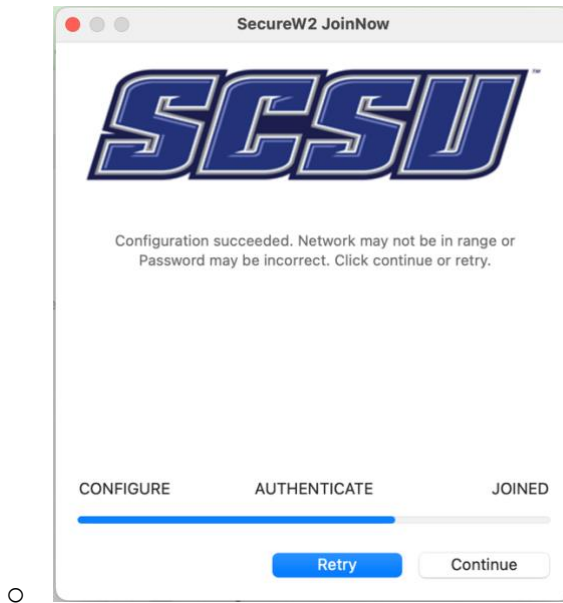 SecureW2 JoinNow
SCSU™
Configuration succeeded. Network may not be in range or
Password may be incorrect. Click continue or retry.
CONFIGURE AUTHENTICATE JOINED
Retry Continue